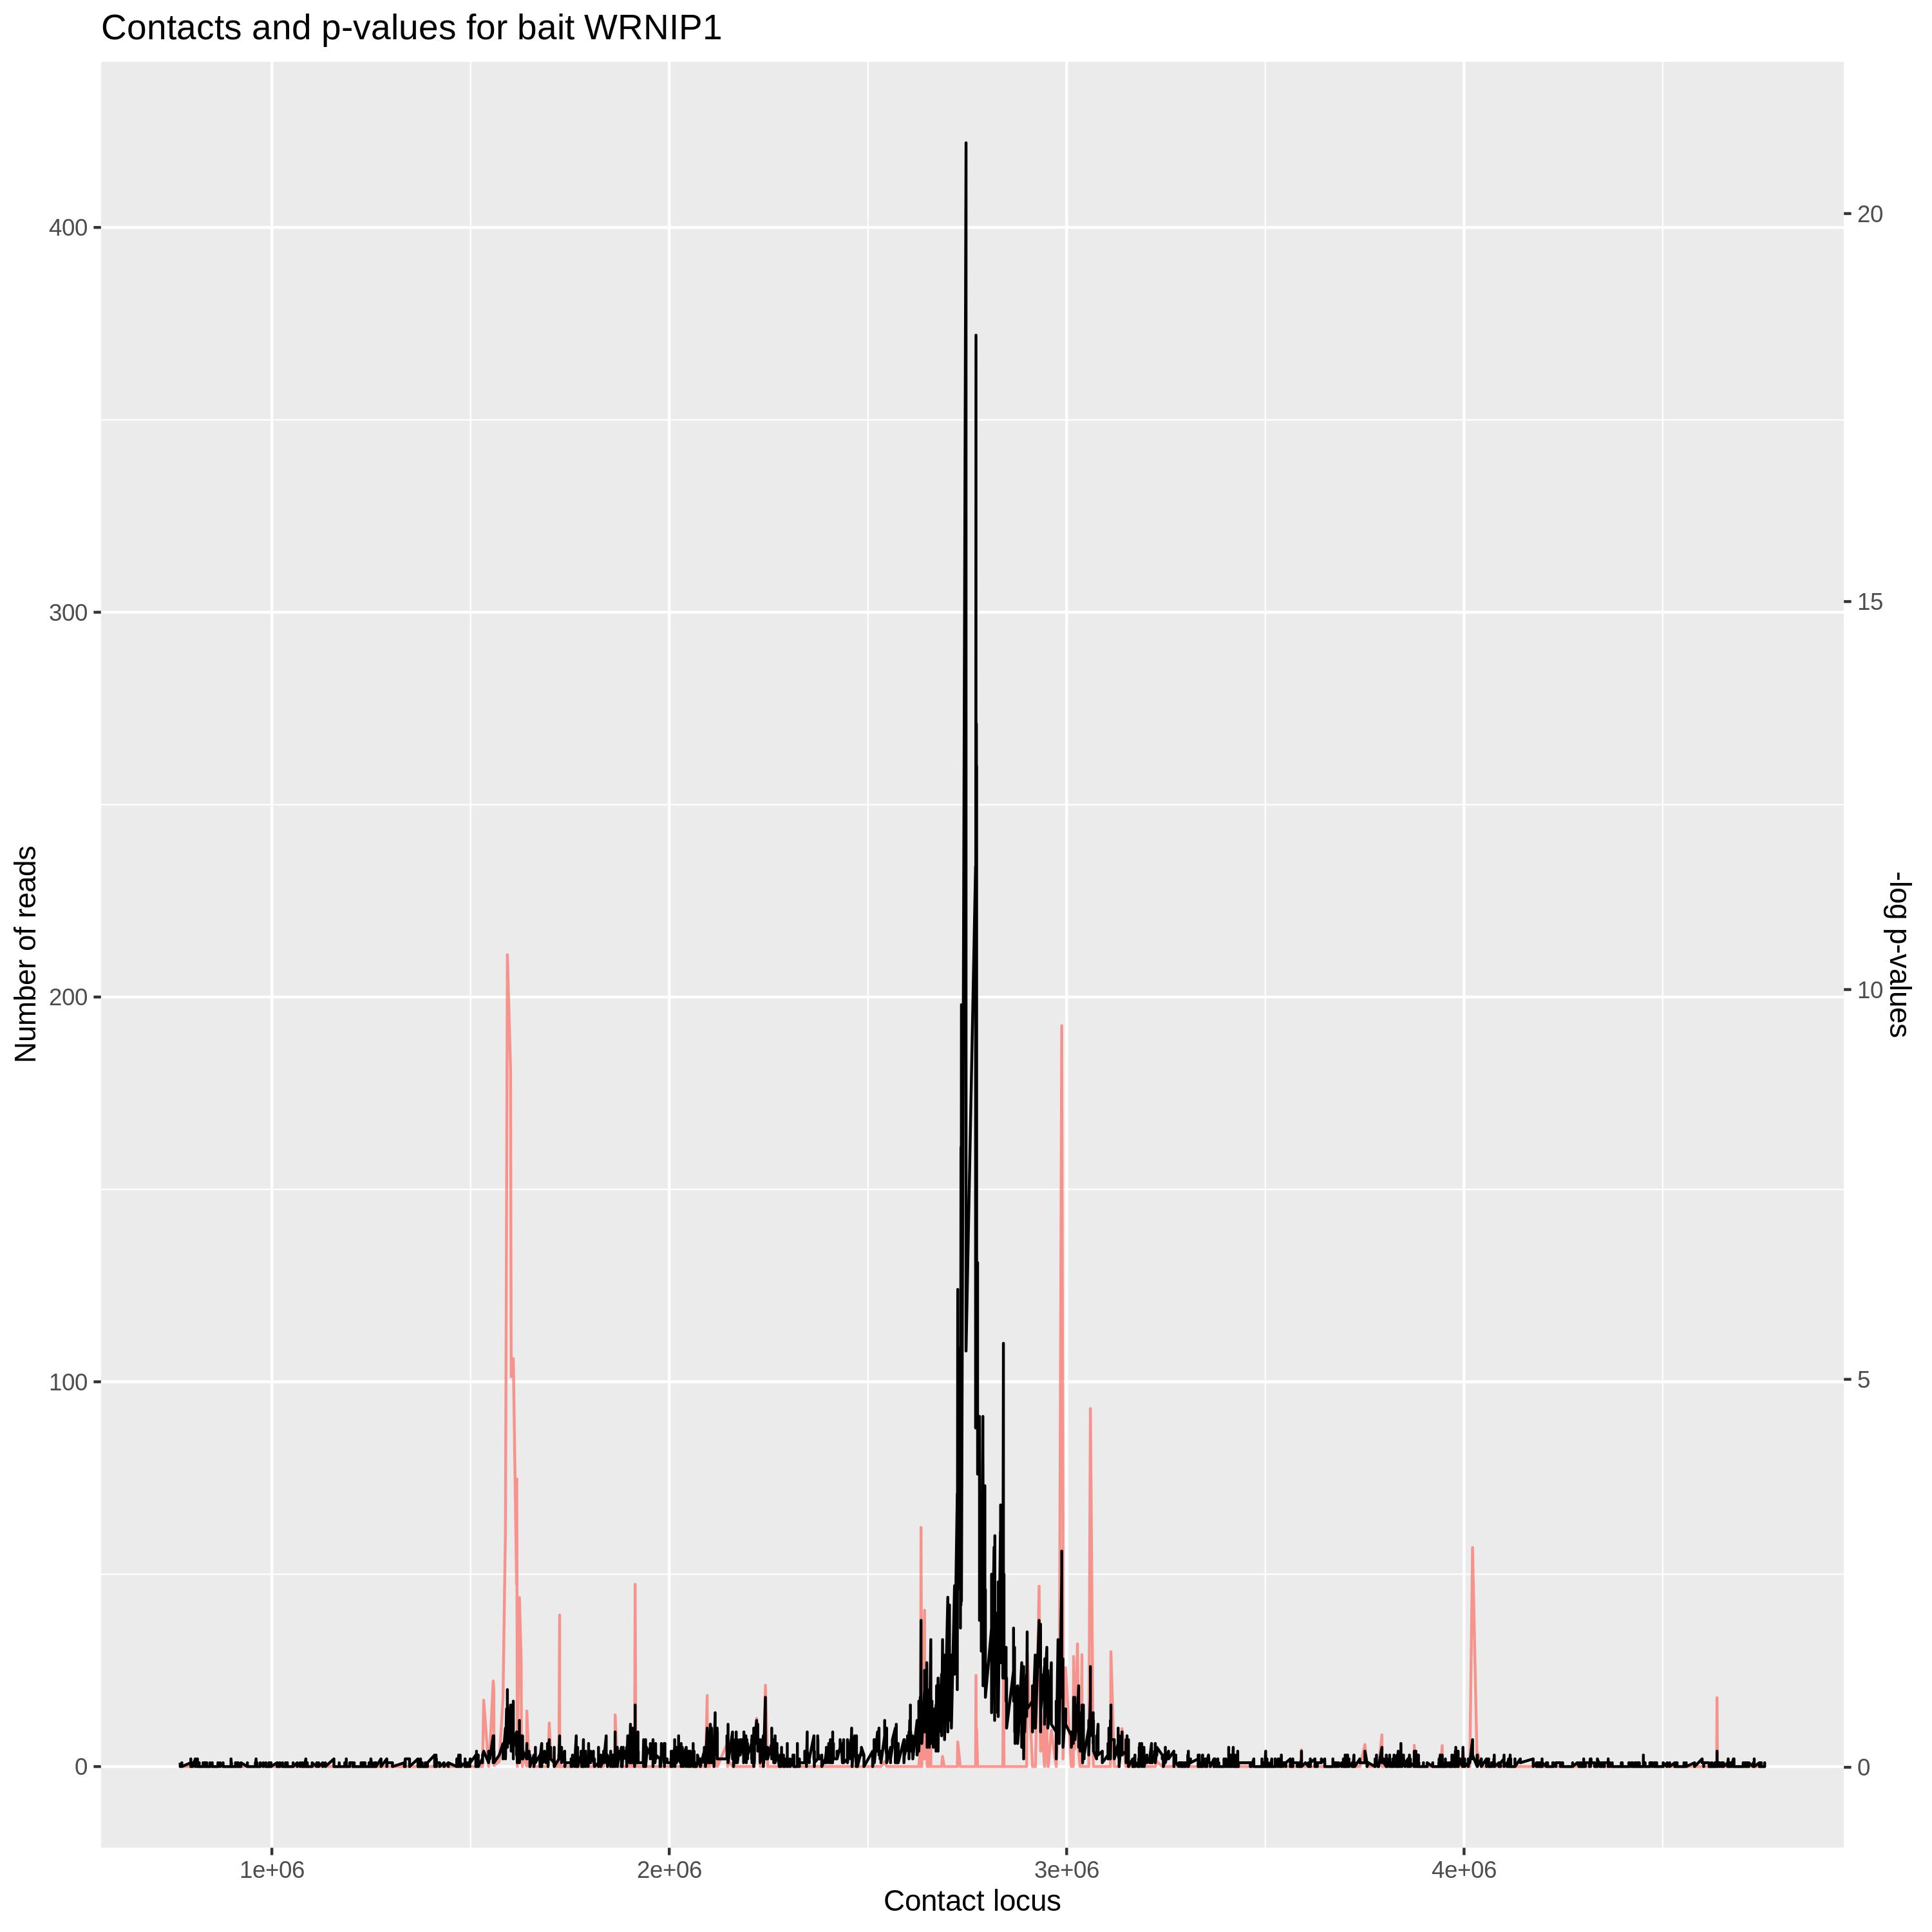 Contacts and p-values for bait WRNIP1
400
300
200
100
0
20
15
10
5
0
Number of reads
-log p-values
1e+06
2e+06
3e+06
4e+06
Contact locus